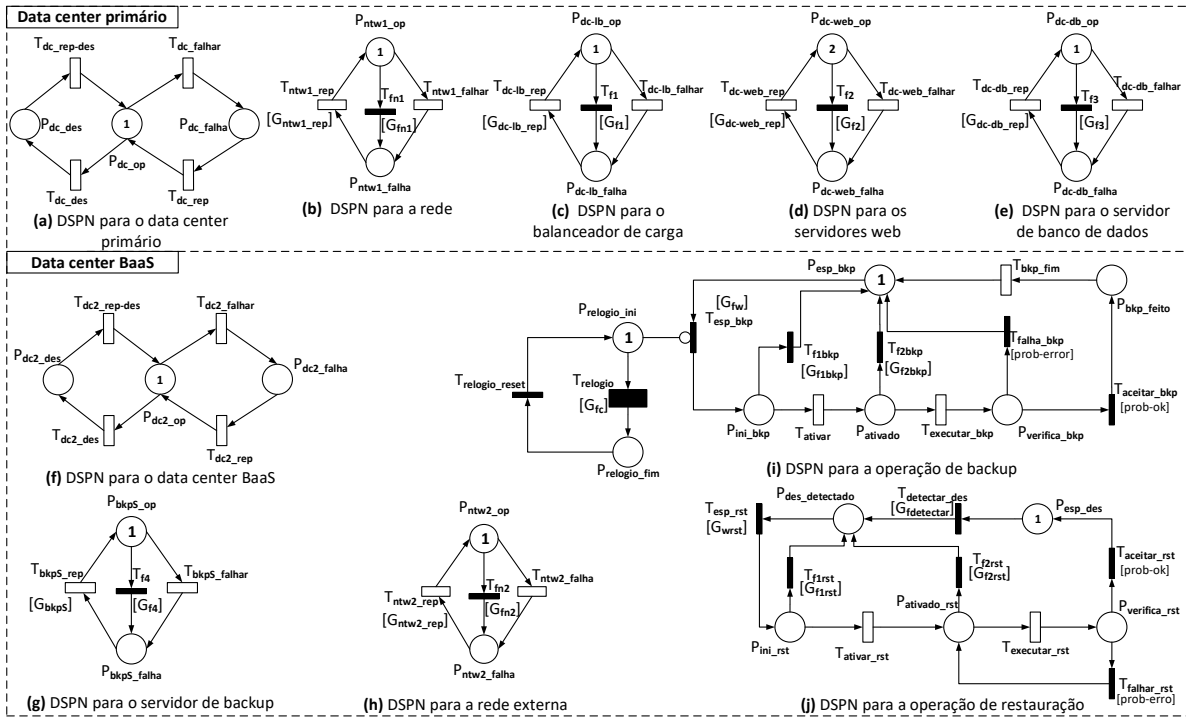 Data center primário
T_dc_rep-des
T_dc_falhar
P_dc_des
1
P_dc_falha
P_dc_op
T_dc_des
T_dc_rep
(a) DSPN para o data center
primário
P_ntw1_op
1
T_ntw1_rep
[G_ntw1_rep]
T_fn1
[G_fn1]
T_ntw1_falhar
P_ntw1_falha
(b) DSPN para a rede
P_dc-lb_op
1
T_dc-lb_rep
[G_dc-lb_rep]
T_f1
[G_f1]
T_dc-lb_falhar
P_dc-lb_falha
(c) DSPN para o
balanceador de carga
P_dc-web_op
2
T_dc-web_rep
[G_dc-web_rep]
T_f2
[G_f2]
T_dc-web_falhar
P_dc-web_falha
(d) DSPN para os
servidores web
P_dc-db_op
1
T_dc-db_rep
[G_dc-db_rep]
T_f3
[G_f3]
T_dc-db_falhar
P_dc-db_falha
(e) DSPN para o servidor
de banco de dados
Data center BaaS
T_dc2_rep-des
T_dc2_falhar
P_dc2_des
1
P_dc2_falha
P_dc2_op
T_dc2_des
T_dc2_rep
(f) DSPN para o data center BaaS
P_relogio_ini
1
T_relogio_reset
T_relogio
[G_fc]
P_relogio_fim
P_esp_bkp
1
T_bkp_fim
P_bkp_feito
[G_fw]
T_esp_bkp
T_f1bkp
[G_f1bkp]
T_f2bkp
[G_f2bkp]
T_falha_bkp
[prob-error]
T_aceitar_bkp
[prob-ok]
P_ini_bkp
T_ativar
P_ativado
T_executar_bkp
P_verifica_bkp
(i) DSPN para a operação de backup
P_bkpS_op
1
T_bkpS_rep
[G_bkpS]
T_f4
[G_f4]
T_bkpS_falhar
P_bkpS_falha
(g) DSPN para o servidor de backup
P_ntw2_op
1
T_ntw2_rep
[G_ntw2_rep]
T_fn2
[G_fn2]
T_ntw2_falha
P_ntw2_falha
(h) DSPN para a rede externa
T_esp_rst
[G_wrst]
P_des_detectado
T_detectar_des
[G_fdetectar]
P_esp_des
1
T_f1rst
[G_f1rst]
T_f2rst
[G_f2rst]
T_aceitar_rst
[prob-ok]
P_ini_rst
T_ativar_rst
P_ativado_rst
T_executar_rst
P_verifica_rst
T_falhar_rst
[prob-erro]
(j) DSPN para a operação de restauração